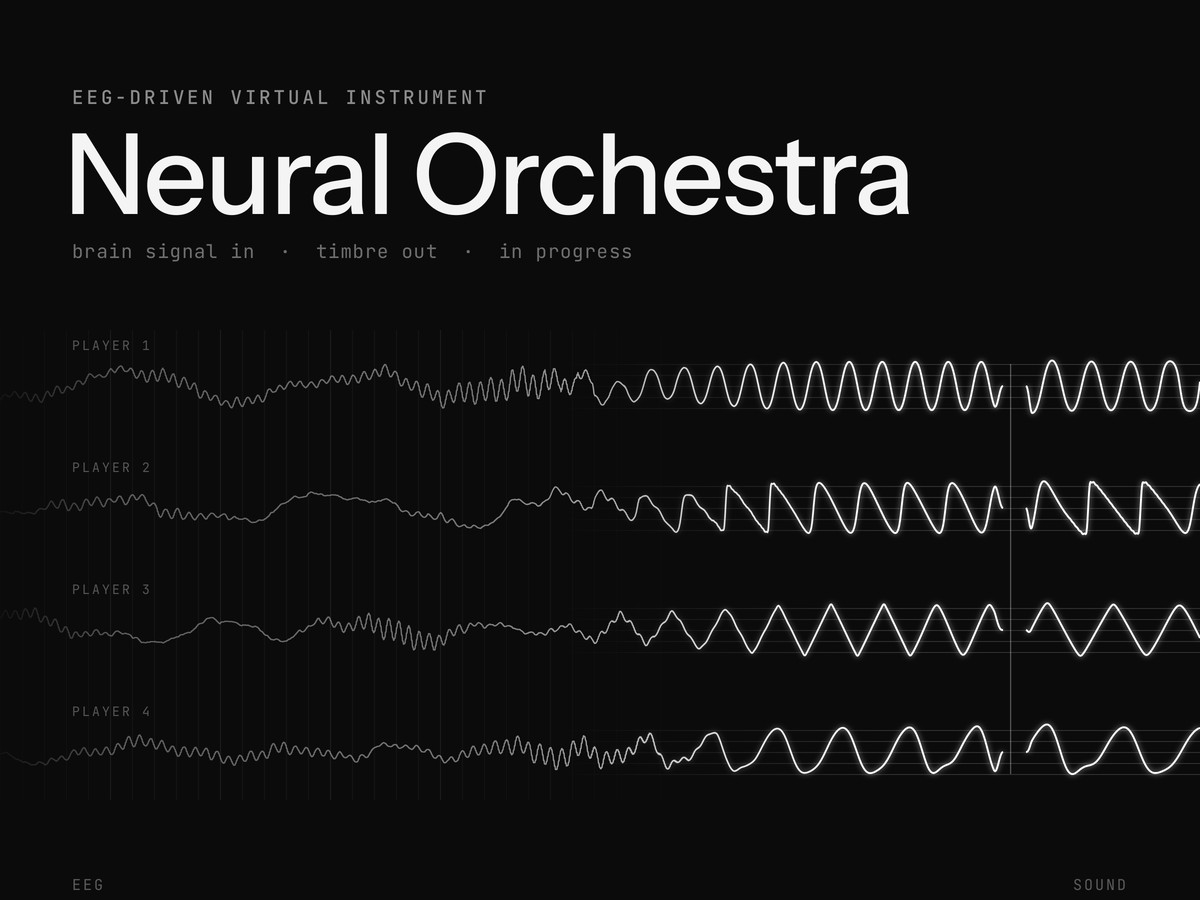 EEG-DRIVEN VIRTUAL INSTRUMENT
Neural Orchestra
brain signal in · timbre out · in progress
PLAYER 1
PLAYER 2
PLAYER 3
PLAYER 4
EEG
SOUND